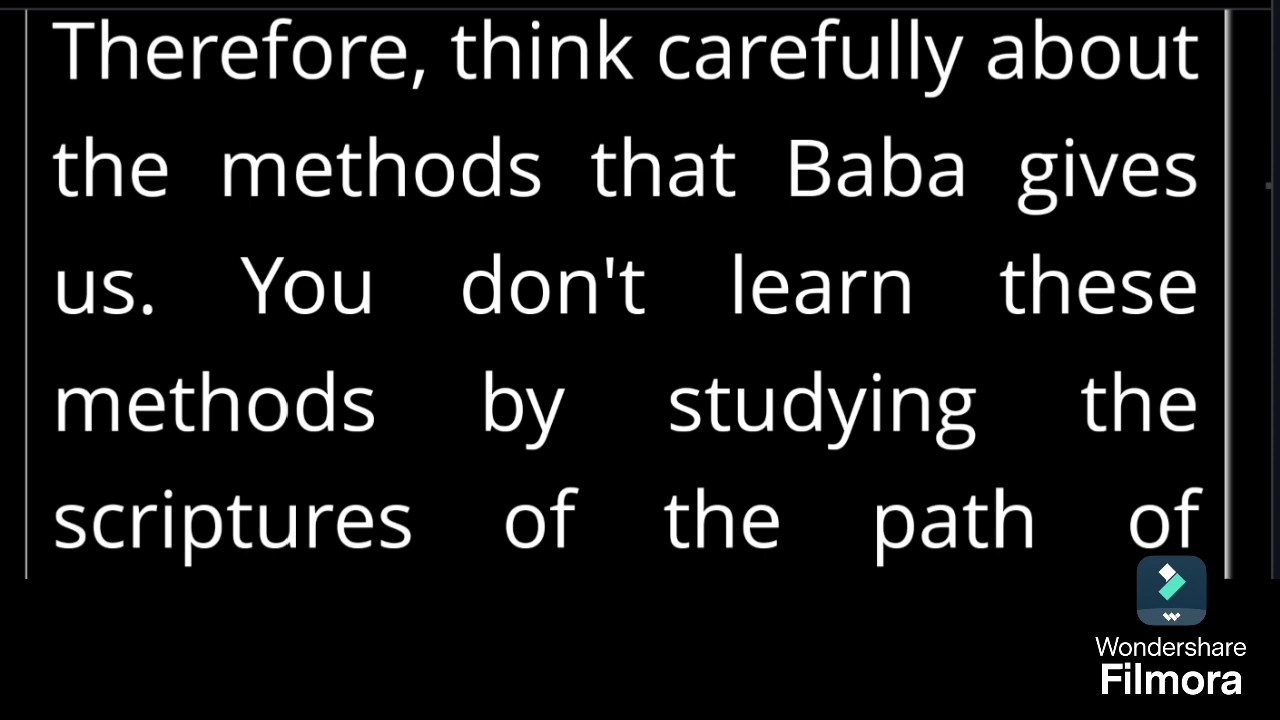 Therefore, think carefully about
the methods that Baba gives
us. You don't learn these
methods by studying the
scriptures of the path of
Wondershare
Filmora